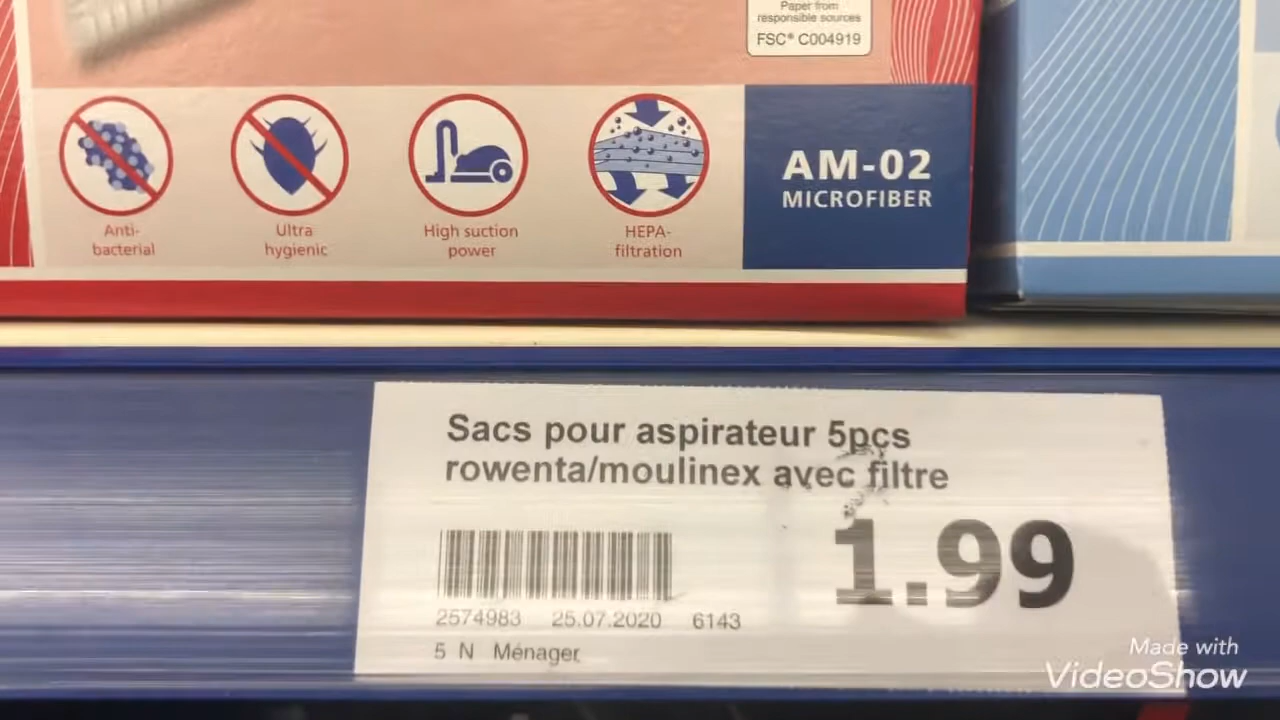 Paper from
responsible sources
FSC® C004919
Anti-
bacterial
Ultra
hygienic
High suction
power
HEPA-
filtration
AM-02
MICROFIBER
Sacs pour aspirateur 5pcs
rowenta/moulinex avec filtre
1.99
2574983 25.07.2020 6143
5 N Ménager
Made with
VideoShow